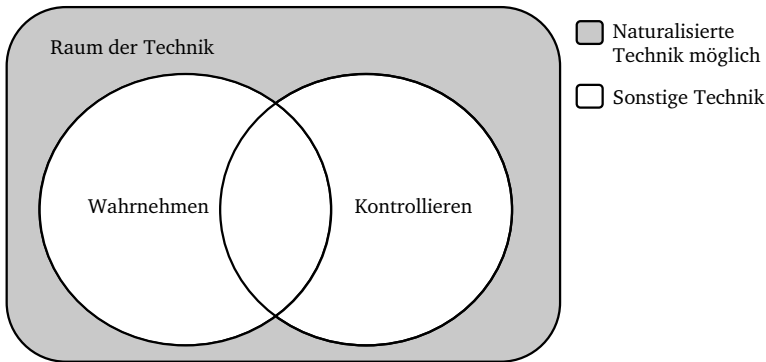 Raum der Technik
Wahrnehmen
Kontrollieren
Naturalisierte
Technik möglich
Sonstige Technik